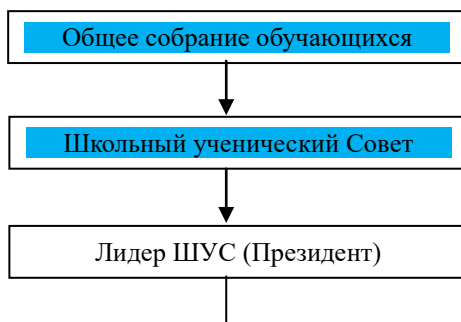 Общее собрание обучающихся
Школьный ученический Совет
Лидер ШУС (Президент)